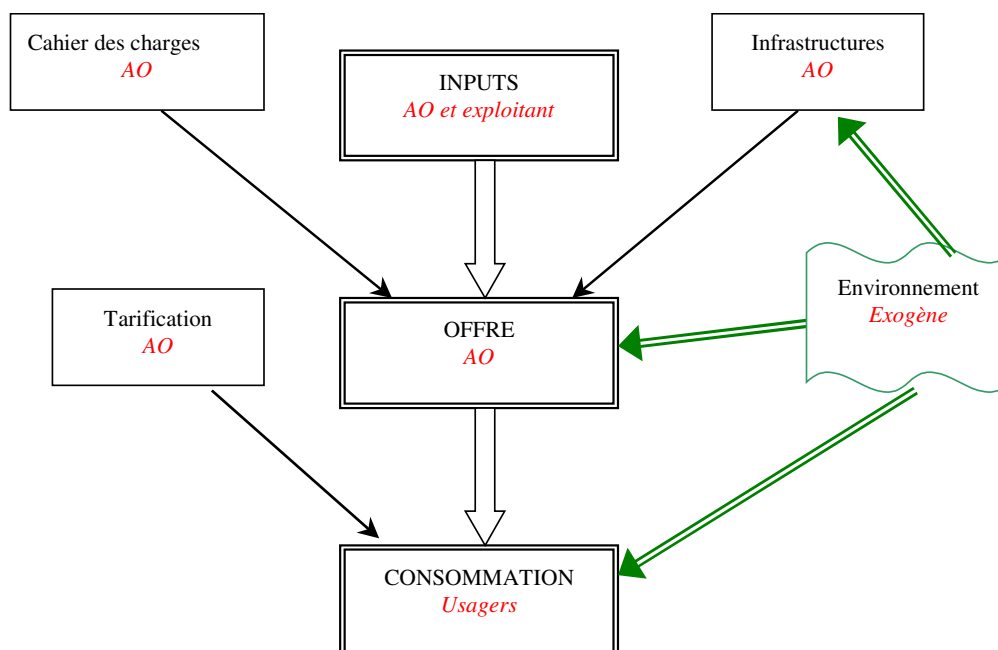 Cahier des charges
AO
INPUTS
AO et exploitant
Infrastructures
AO
Tarification
AO
OFFRE
AO
Environnement
Exogène
CONSOMMATION
Usagers